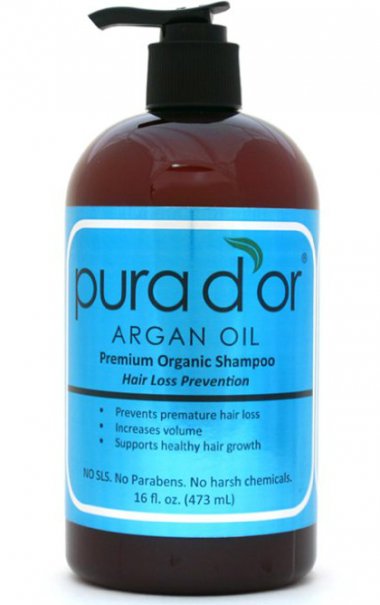 pura d'or®
ARGAN OIL
Premium Organic Shampoo
Hair Loss Prevention
• Prevents premature hair loss
• Increases volume
• Supports healthy hair growth
NO SLS. No Parabens. No harsh chemicals.
16 fl. oz. (473 mL)